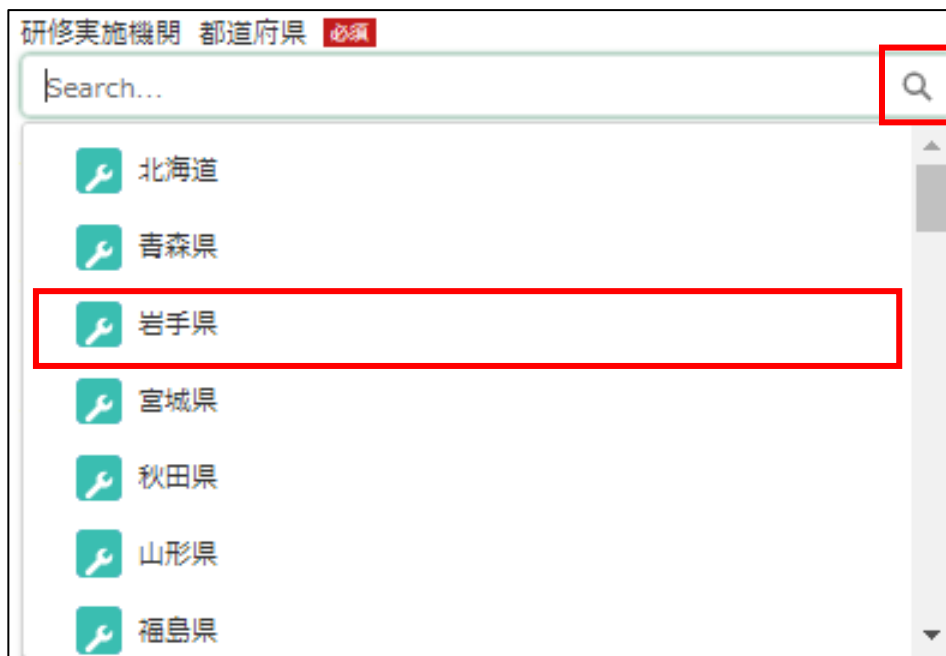 研修実施機関 都道府県 必須
Search...
北海道
青森県
岩手県
宮城県
秋田県
山形県
福島県